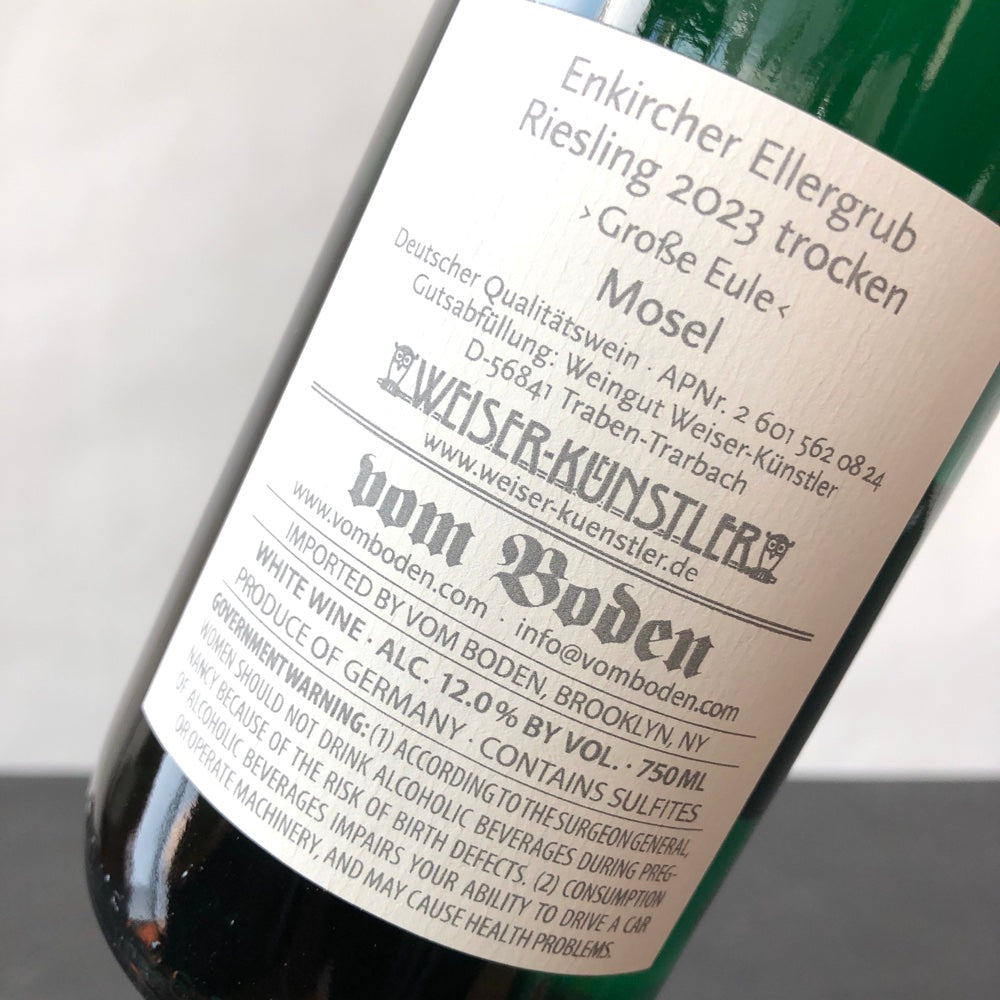 Enkircher Ellergrub
Riesling 2023 trocken
›Große Eule‹
Mosel
Deutscher Qualitätswein · APNr. 2 601 562 08 24
Gutsabfüllung: Weingut Weiser-Künstler
D-56841 Traben-Trarbach
WEISER-KÜNSTLER
www.weiser-kuenstler.de
vom Boden
www.vomboden.com · info@vomboden.com
IMPORTED BY VOM BODEN, BROOKLYN, NY
WHITE WINE · ALC. 12.0% BY VOL. · 750 ML
PRODUCE OF GERMANY · CONTAINS SULFITES
GOVERNMENT WARNING: (1) ACCORDING TO THE SURGEON GENERAL,
WOMEN SHOULD NOT DRINK ALCOHOLIC BEVERAGES DURING PREG-
NANCY BECAUSE OF THE RISK OF BIRTH DEFECTS. (2) CONSUMPTION
OF ALCOHOLIC BEVERAGES IMPAIRS YOUR ABILITY TO DRIVE A CAR
OR OPERATE MACHINERY, AND MAY CAUSE HEALTH PROBLEMS.